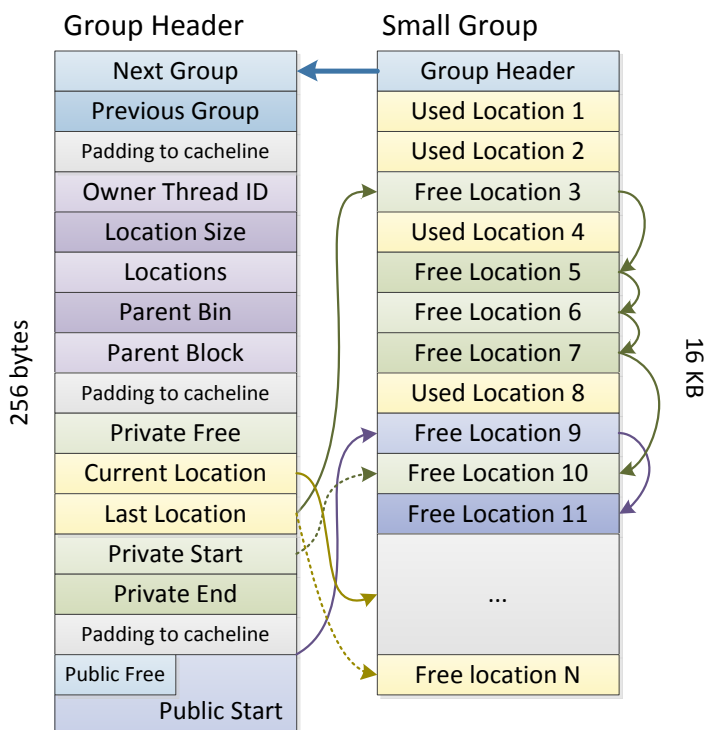 Group Header
Next Group
Previous Group
Padding to cacheline
Owner Thread ID
Location Size
Locations
Parent Bin
Parent Block
Padding to cacheline
Private Free
Current Location
Last Location
Private Start
Private End
Padding to cacheline
Public Free
Public Start
256 bytes
Small Group
Group Header
Used Location 1
Used Location 2
Free Location 3
Used Location 4
Free Location 5
Free Location 6
Free Location 7
Used Location 8
Free Location 9
Free Location 10
Free Location 11
...
Free location N
16 KB